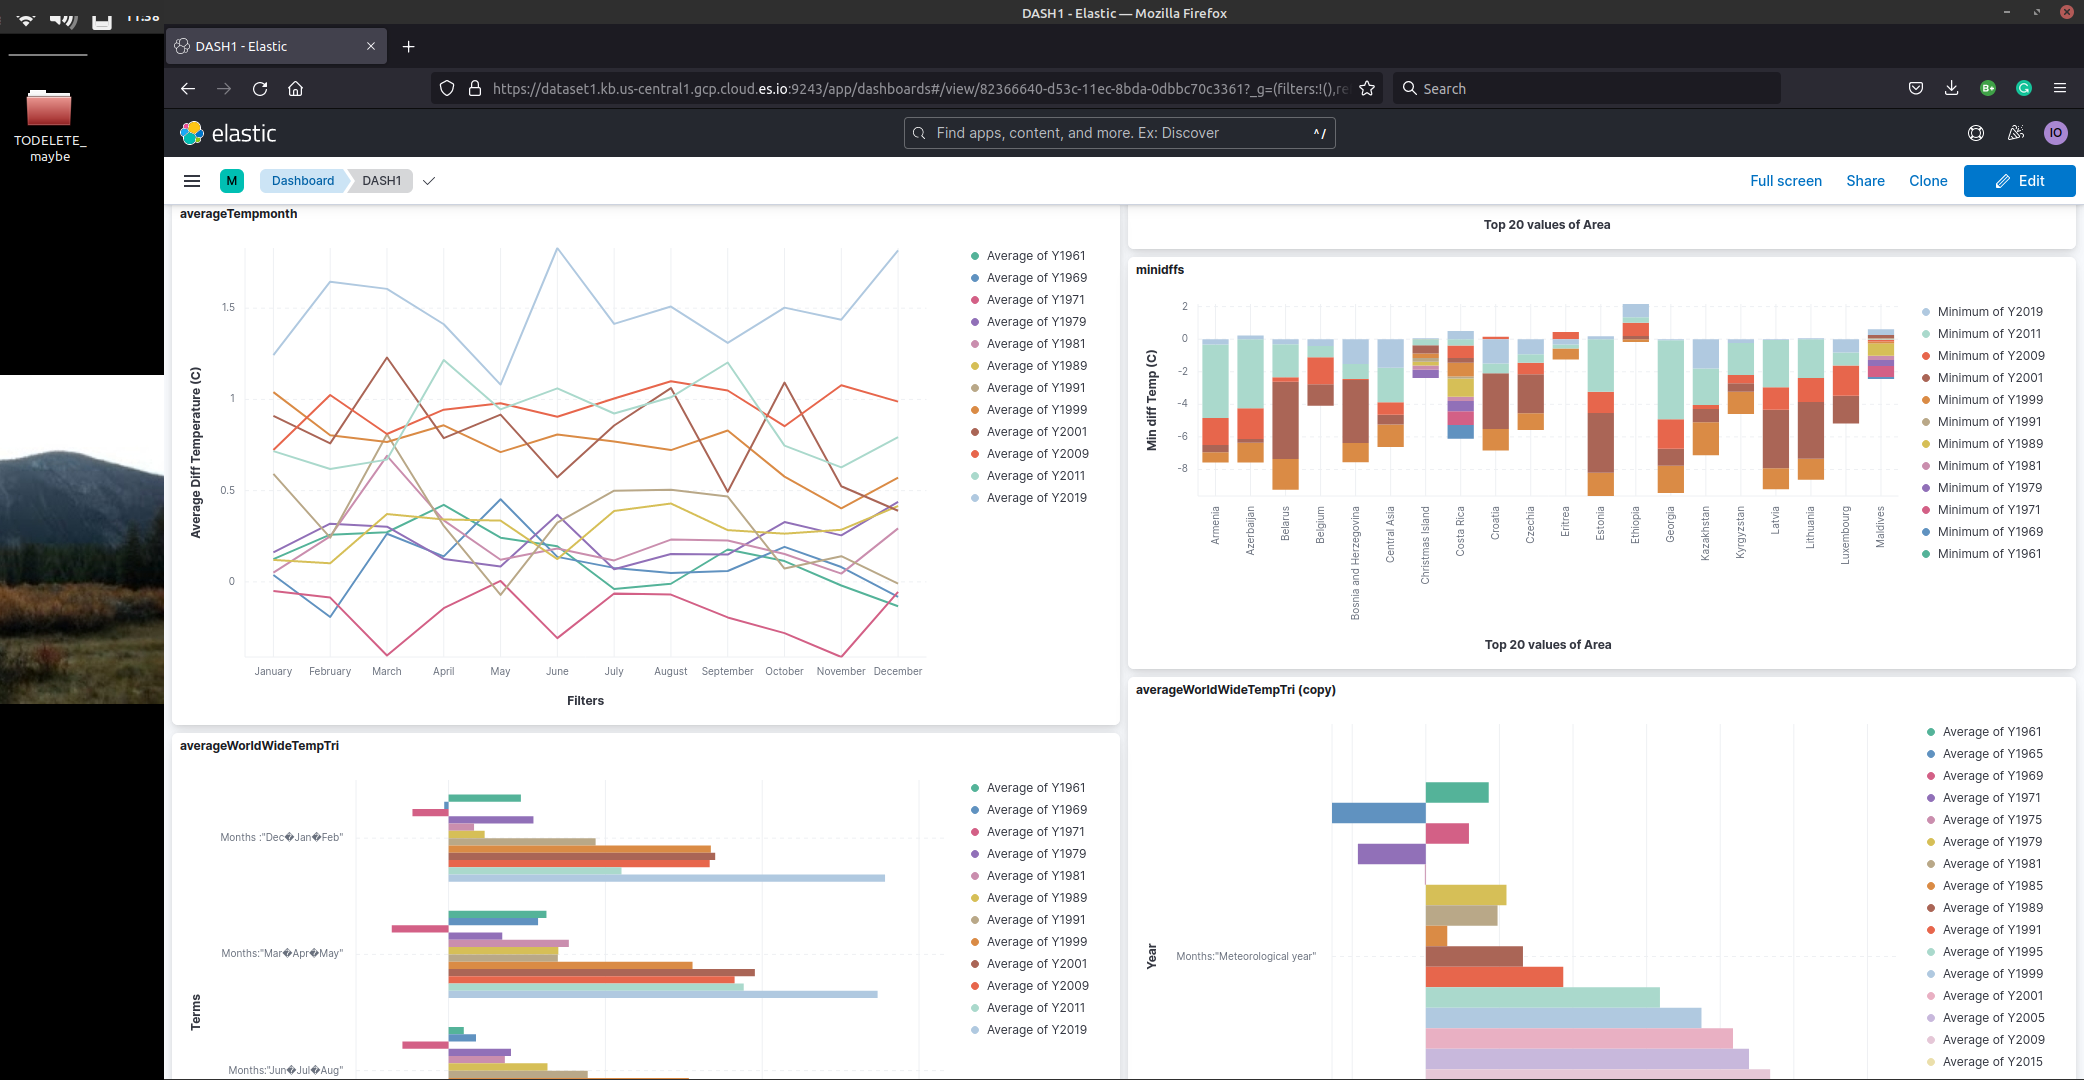 11:38
DASH1 - Elastic — Mozilla Firefox
DASH1 - Elastic
TODELETE_
maybe
https://dataset1.kb.us-central1.gcp.cloud.es.io:9243/app/dashboards#/view/82366640-d53c-11ec-8bda-0dbbc70c3361?_g=(filters:!(),re
Search
B+
G
elastic
Find apps, content, and more. Ex: Discover
^/
IO
M
Dashboard
DASH1
Full screen
Share
Clone
Edit
averageTempmonth
Average Diff Temperature (C)
1.5
1
0.5
0
January
February
March
April
May
June
July
August
September
October
November
December
Filters
Average of Y1961
Average of Y1969
Average of Y1971
Average of Y1979
Average of Y1981
Average of Y1989
Average of Y1991
Average of Y1999
Average of Y2001
Average of Y2009
Average of Y2011
Average of Y2019
Top 20 values of Area
minidffs
Min diff Temp (C)
2
0
-2
-4
-6
-8
Armenia
Azerbaijan
Belarus
Belgium
Bosnia and Herzegovina
Central Asia
Christmas Island
Costa Rica
Croatia
Czechia
Eritrea
Estonia
Ethiopia
Georgia
Kazakhstan
Kyrgyzstan
Latvia
Lithuania
Luxembourg
Maldives
Top 20 values of Area
Minimum of Y2019
Minimum of Y2011
Minimum of Y2009
Minimum of Y2001
Minimum of Y1999
Minimum of Y1991
Minimum of Y1989
Minimum of Y1981
Minimum of Y1979
Minimum of Y1971
Minimum of Y1969
Minimum of Y1961
averageWorldWideTempTri
Terms
Months :"Dec�Jan�Feb"
Months:"Mar�Apr�May"
Months:"Jun�Jul�Aug"
Average of Y1961
Average of Y1969
Average of Y1971
Average of Y1979
Average of Y1981
Average of Y1989
Average of Y1991
Average of Y1999
Average of Y2001
Average of Y2009
Average of Y2011
Average of Y2019
averageWorldWideTempTri (copy)
Year
Months:"Meteorological year"
Average of Y1961
Average of Y1965
Average of Y1969
Average of Y1971
Average of Y1975
Average of Y1979
Average of Y1981
Average of Y1985
Average of Y1989
Average of Y1991
Average of Y1995
Average of Y1999
Average of Y2001
Average of Y2005
Average of Y2009
Average of Y2015